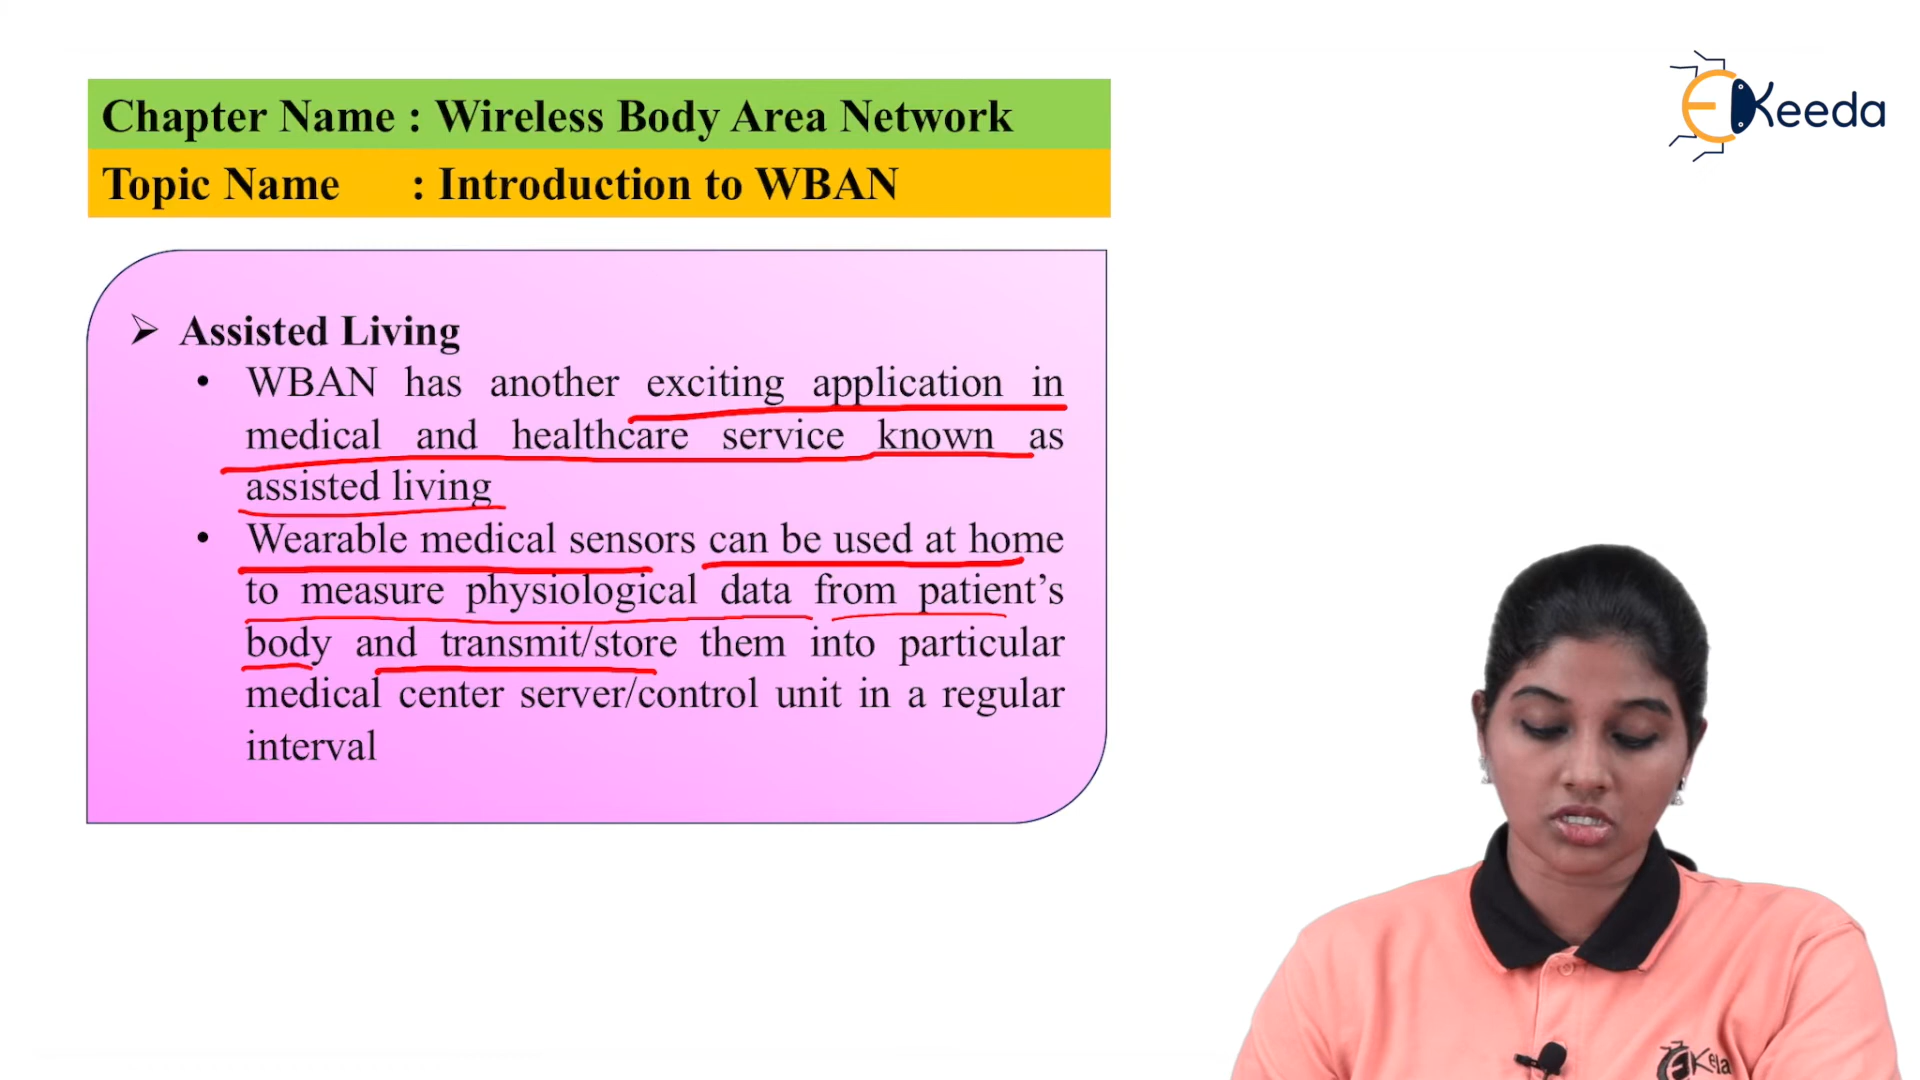 Chapter Name : Wireless Body Area Network
Keeda
Topic Name : Introduction to WBAN
➢ Assisted Living
• WBAN has another exciting application in
medical and healthcare service known as
assisted living
• Wearable medical sensors can be used at home
to measure physiological data from patient's
body and transmit/store them into particular
medical center server/control unit in a regular
interval